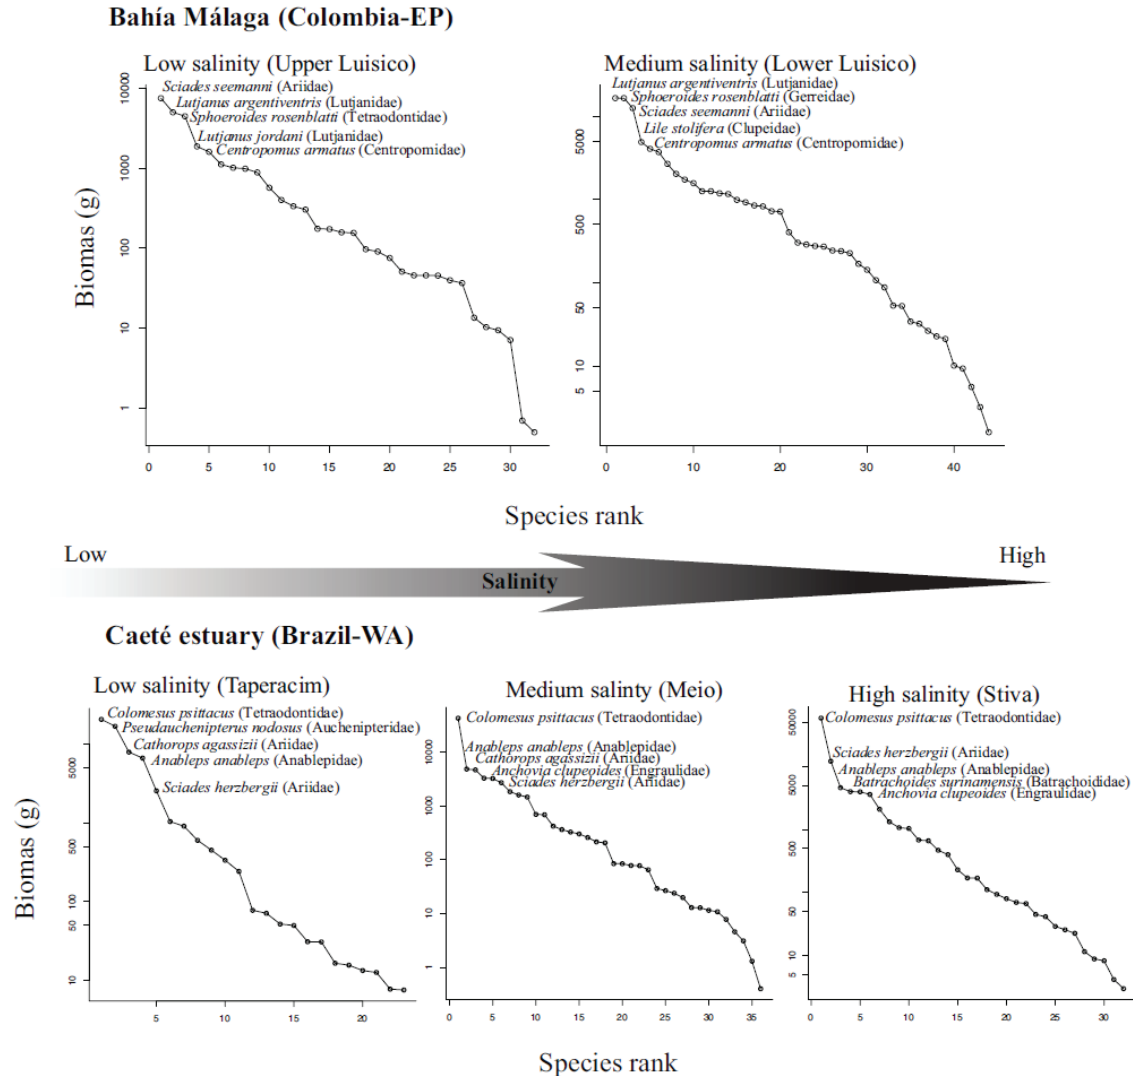 Bahía Málaga (Colombia-EP)
Low salinity (Upper Luisico)
Sciades seemanni (Ariidae)
Lutjanus argentiventris (Lutjanidae)
Sphoeroides rosenblatti (Tetraodontidae)
Lutjanus jordani (Lutjanidae)
Centropomus armatus (Centropomidae)
Biomas (g)
10000
1000
100
10
1
0 5 10 15 20 25 30
Medium salinity (Lower Luisico)
Lutjanus argentiventris (Lutjanidae)
Sphoeroides rosenblatti (Gerreidae)
Sciades seemanni (Ariidae)
Lile stolifera (Clupeidae)
Centropomus armatus (Centropomidae)
5000
500
50
10
5
0 10 20 30 40
Species rank
Low
High
Salinity
Caeté estuary (Brazil-WA)
Low salinity (Taperacim)
Colomesus psittacus (Tetraodontidae)
Pseudauchenipterus nodosus (Auchenipteridae)
Cathorops agassizii (Ariidae)
Anableps anableps (Anablepidae)
Sciades herzbergii (Ariidae)
Biomas (g)
5000
500
100
50
10
5 10 15 20
Medium salinty (Meio)
Colomesus psittacus (Tetraodontidae)
Anableps anableps (Anablepidae)
Cathorops agassizii (Ariidae)
Anchovia clupeoides (Engraulidae)
Sciades herzbergii (Ariidae)
10000
1000
100
10
1
0 5 10 15 20 25 30 35
High salinity (Stiva)
Colomesus psittacus (Tetraodontidae)
Sciades herzbergii (Ariidae)
Anableps anableps (Anablepidae)
Batrachoides surinamensis (Batrachoididae)
Anchovia clupeoides (Engraulidae)
50000
5000
500
50
10
5
0 5 10 15 20 25 30
Species rank